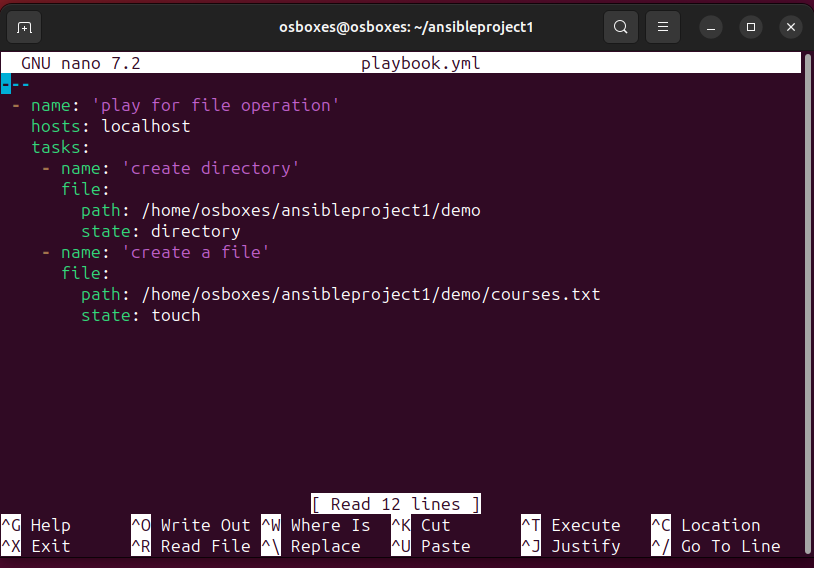 osboxes@osboxes: ~/ansibleproject1
GNU nano 7.2 playbook.yml
---
- name: 'play for file operation'
hosts: localhost
tasks:
- name: 'create directory'
file:
path: /home/osboxes/ansibleproject1/demo
state: directory
- name: 'create a file'
file:
path: /home/osboxes/ansibleproject1/demo/courses.txt
state: touch
[ Read 12 lines ]
^G Help ^O Write Out ^W Where Is ^K Cut ^T Execute ^C Location
^X Exit ^R Read File ^\ Replace ^U Paste ^J Justify ^/ Go To Line